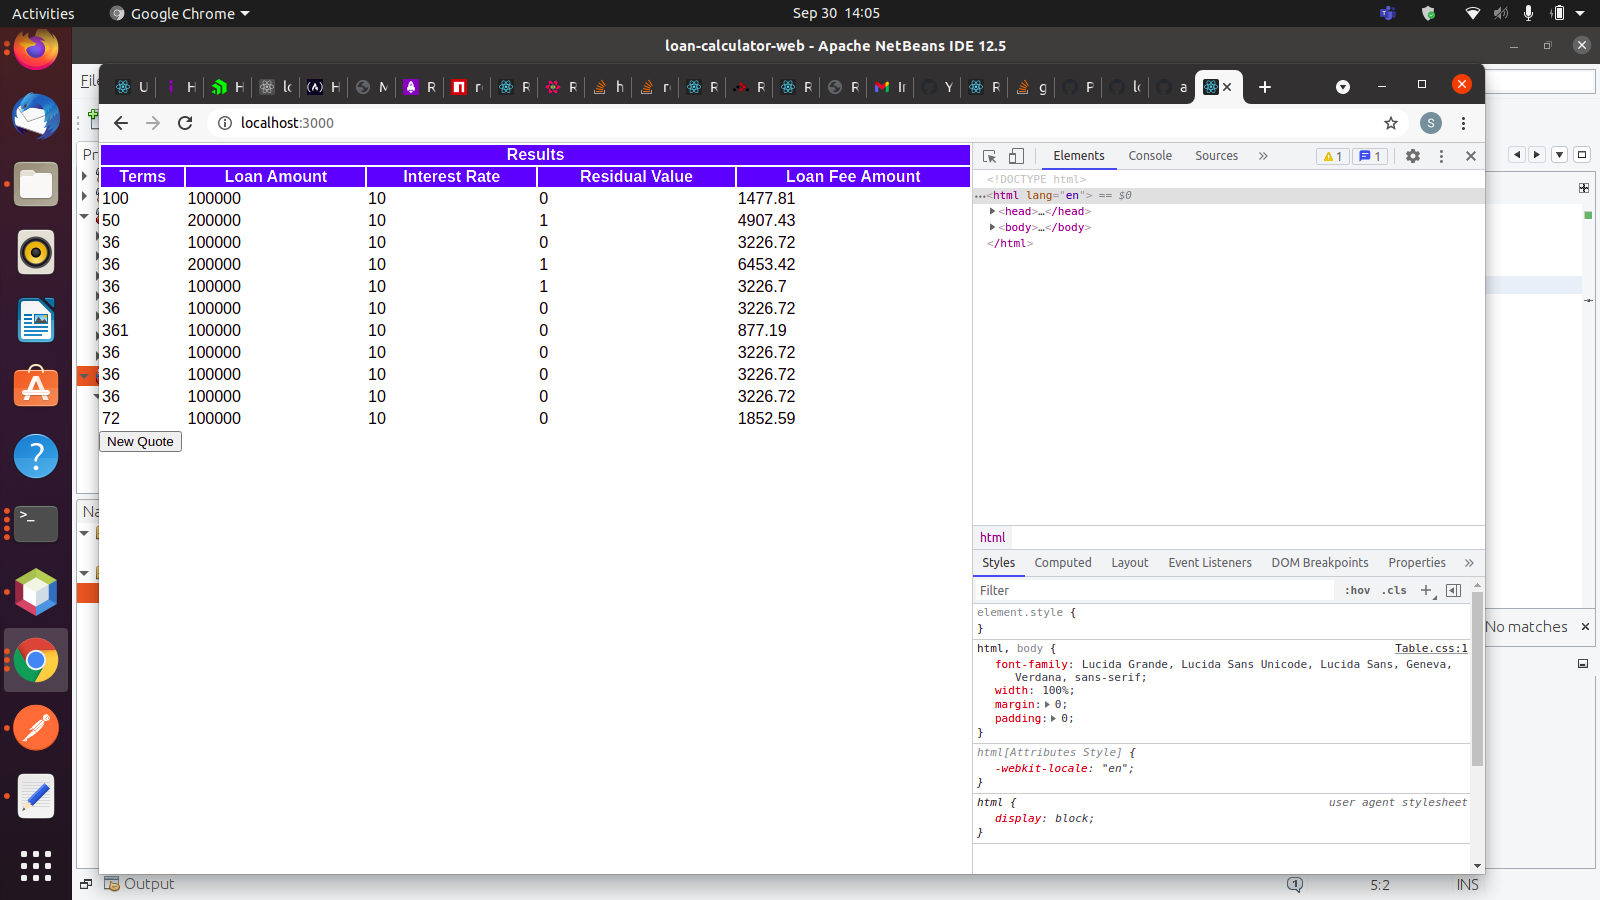 Activities
Google Chrome
Sep 30 14:05
loan-calculator-web - Apache NetBeans IDE 12.5
File
U H H lo H M R r R R h r R R R R In Y R g P lo a
localhost:3000
S
Results
Terms Loan Amount Interest Rate Residual Value Loan Fee Amount
100 100000 10 0 1477.81
50 200000 10 1 4907.43
36 100000 10 0 3226.72
36 200000 10 1 6453.42
36 100000 10 1 3226.7
36 100000 10 0 3226.72
361 100000 10 0 877.19
36 100000 10 0 3226.72
36 100000 10 0 3226.72
36 100000 10 0 3226.72
72 100000 10 0 1852.59
New Quote
Elements Console Sources » 1 1
<!DOCTYPE html>
…<html lang="en"> == $0
<head>…</head>
<body>…</body>
</html>
html
Styles Computed Layout Event Listeners DOM Breakpoints Properties »
Filter :hov .cls +
element.style {
}
html, body { Table.css:1
font-family: Lucida Grande, Lucida Sans Unicode, Lucida Sans, Geneva,
Verdana, sans-serif;
width: 100%;
margin: 0;
padding: 0;
}
html[Attributes Style] {
-webkit-locale: "en";
}
html { user agent stylesheet
display: block;
}
No matches
Output
1
5:2
INS